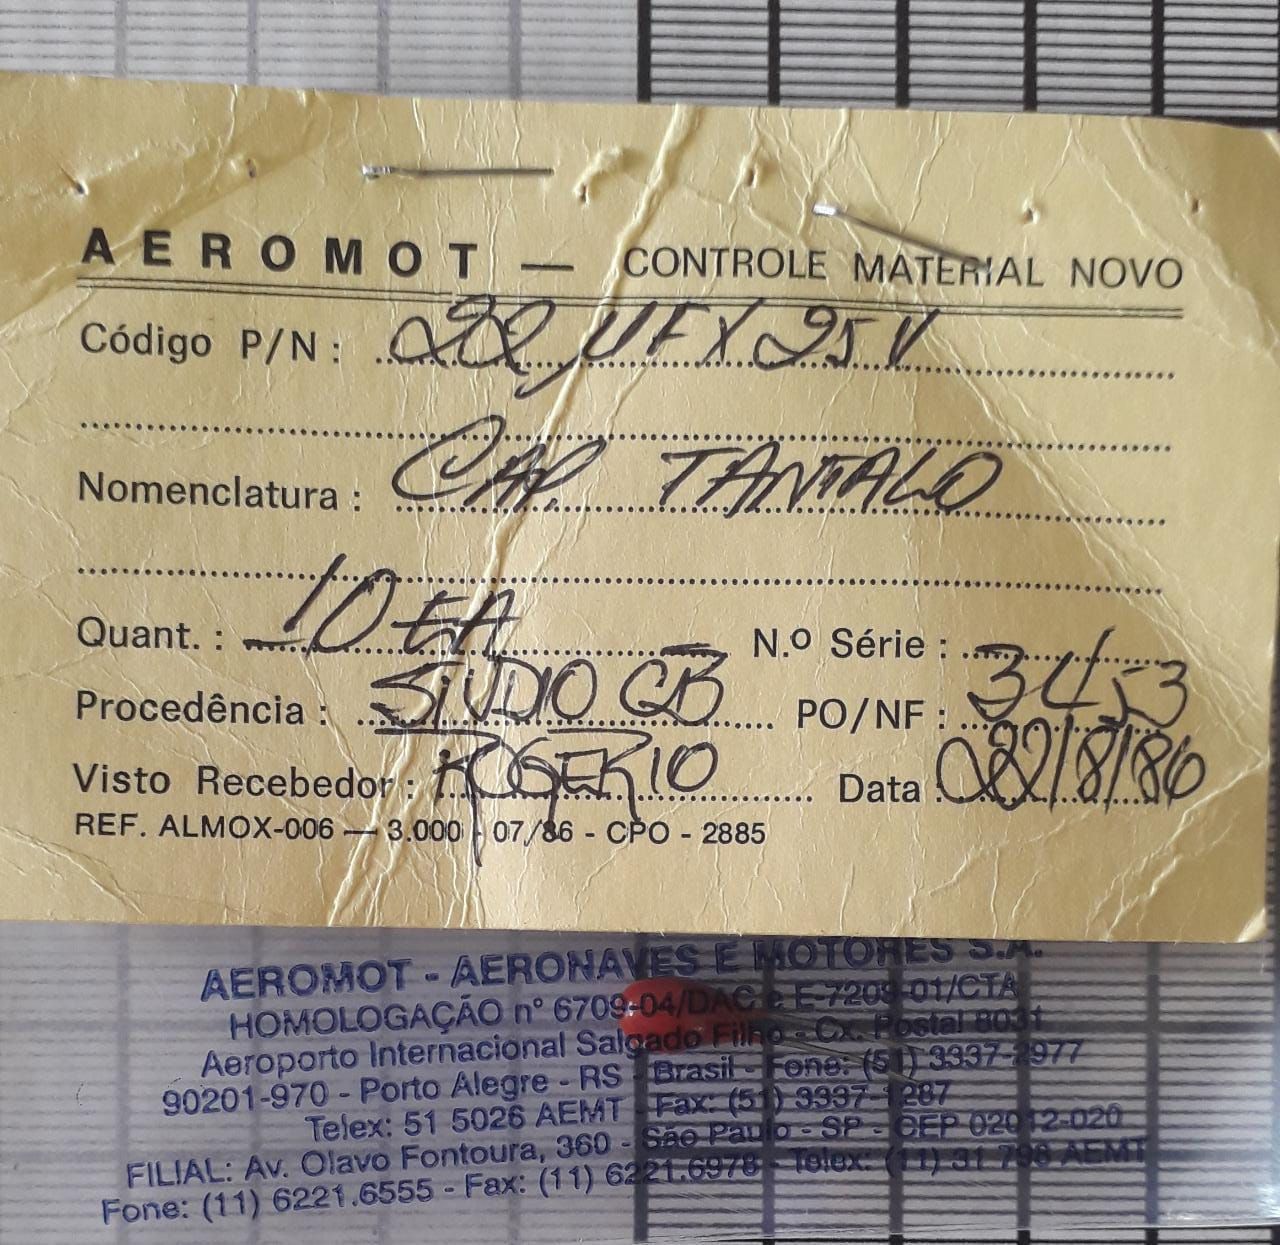 AEROMOT — CONTROLE MATERIAL NOVO
Código P/N: 22 UF X 25 V
Nomenclatura: CAP. TANTALO
Quant.: 10 EA N.º Série:
Procedência: STUDIO CB PO/NF: 3453
Visto Recebedor: ROGERIO Data: 22/8/86
REF. ALMOX-006 — 3.000 - 07/86 - CPO - 2885
AEROMOT - AERONAVES E MOTORES S.A.
HOMOLOGAÇÃO nº 6709-04/DAC e E-7209-01/CTA
Aeroporto Internacional Salgado Filho - Cx. Postal 8031
90201-970 - Porto Alegre - RS - Brasil - Fone: (51) 3337-2977
Telex: 51 5026 AEMT - Fax: (51) 3337-1287
FILIAL: Av. Olavo Fontoura, 360 - São Paulo - SP - CEP 02012-020
Fone: (11) 6221.6555 - Fax: (11) 6221.6978 - Telex: (11) 31 798 AEMT